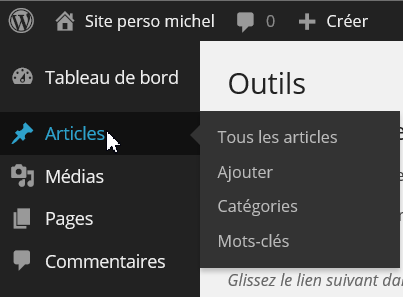 Site perso michel 0 Créer
Tableau de bord
Outils
Articles
Tous les articles
Médias
Ajouter
Catégories
Pages
Mots-clés
Commentaires
Glissez le lien suivant da